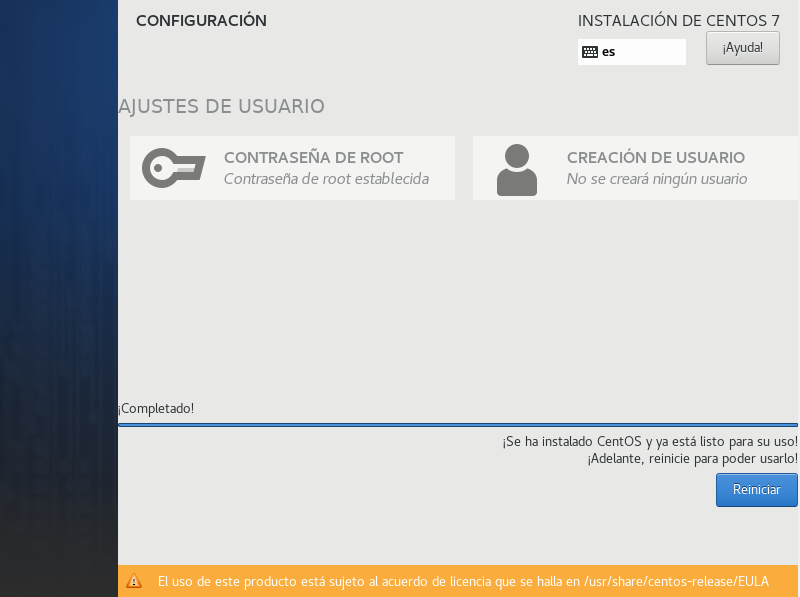 CONFIGURACIÓN
INSTALACIÓN DE CENTOS 7
es
¡Ayuda!
AJUSTES DE USUARIO
CONTRASEÑA DE ROOT
Contraseña de root establecida
CREACIÓN DE USUARIO
No se creará ningún usuario
¡Completado!
¡Se ha instalado CentOS y ya está listo para su uso!
¡Adelante, reinicie para poder usarlo!
Reiniciar
El uso de este producto está sujeto al acuerdo de licencia que se halla en /usr/share/centos-release/EULA